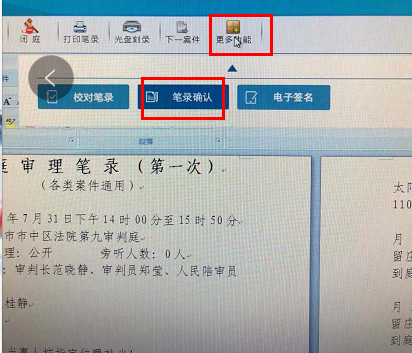 闭庭 打印笔录 光盘刻录 下一案件 更多功能
件
校对笔录 笔录确认 电子签名
A A
段落
庭审理笔录（第一次）
（各类案件通用）
年7月31日下午14时00分至15时50分
市市中区法院第九审判庭
理：公开 旁听人数：0人
：审判长范晓静、审判员郑莹、人民陪审员
桂静
太阳
110
月
留庄
到庭
月
留庄
到庭